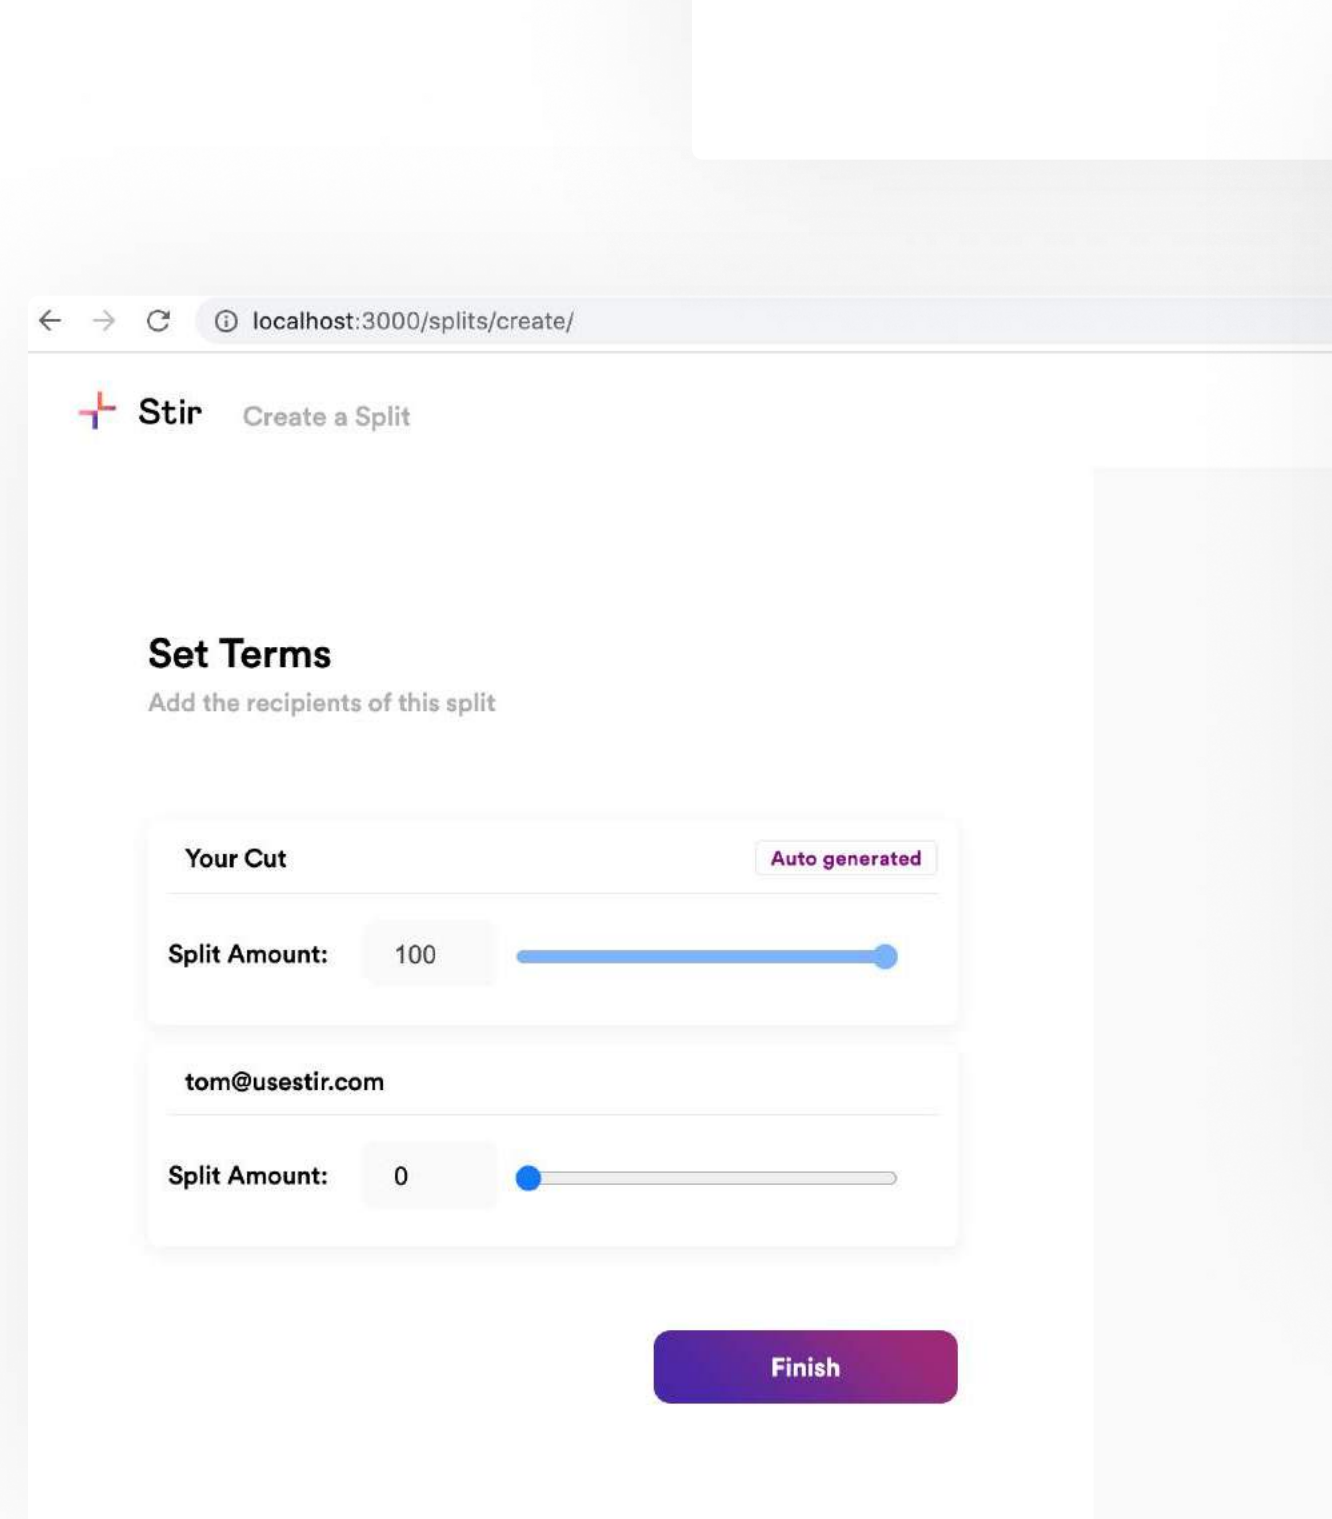 localhost:3000/splits/create/
Stir Create a Split
Set Terms
Add the recipients of this split
Your Cut Auto generated
Split Amount: 100
tom@usestir.com
Split Amount: 0
Finish